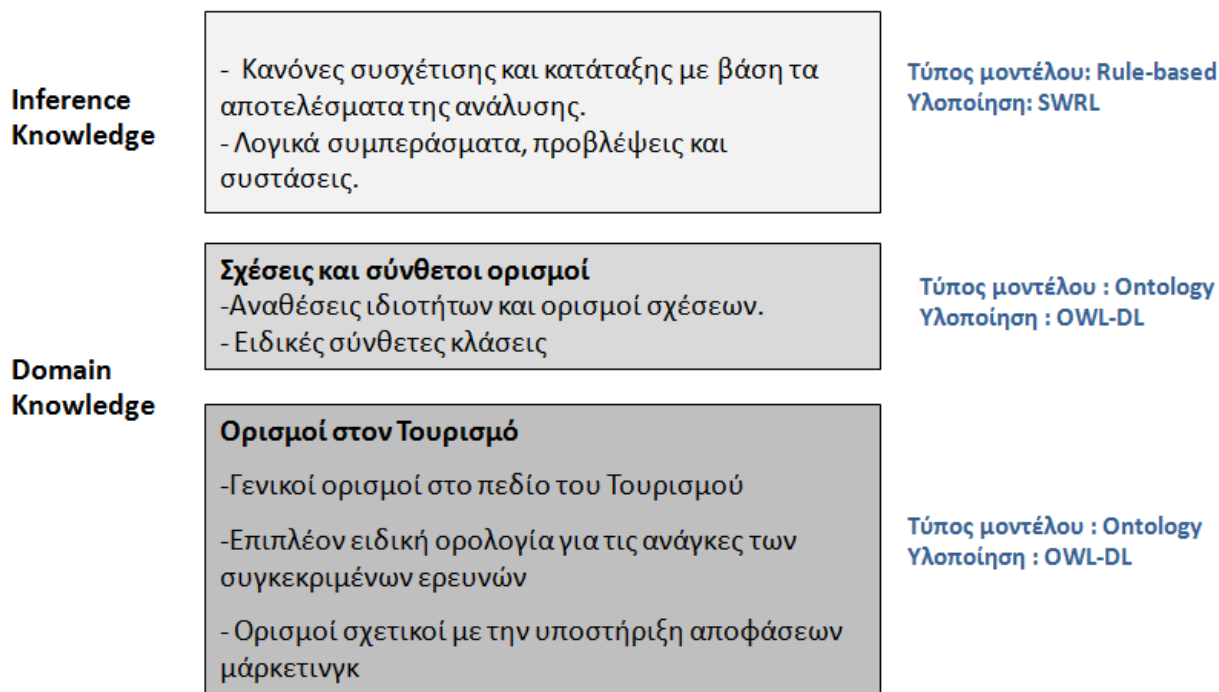 Inference
Knowledge
- Κανόνες συσχέτισης και κατάταξης με βάση τα
αποτελέσματα της ανάλυσης.
- Λογικά συμπεράσματα, προβλέψεις και
συστάσεις.
Τύπος μοντέλου: Rule-based
Υλοποίηση: SWRL
Domain
Knowledge
Σχέσεις και σύνθετοι ορισμοί
-Αναθέσεις ιδιοτήτων και ορισμοί σχέσεων.
- Ειδικές σύνθετες κλάσεις
Τύπος μοντέλου : Ontology
Υλοποίηση : OWL-DL
Ορισμοί στον Τουρισμό
-Γενικοί ορισμοί στο πεδίο του Τουρισμού
-Επιπλέον ειδική ορολογία για τις ανάγκες των
συγκεκριμένων ερευνών
- Ορισμοί σχετικοί με την υποστήριξη αποφάσεων
μάρκετινγκ
Τύπος μοντέλου : Ontology
Υλοποίηση : OWL-DL